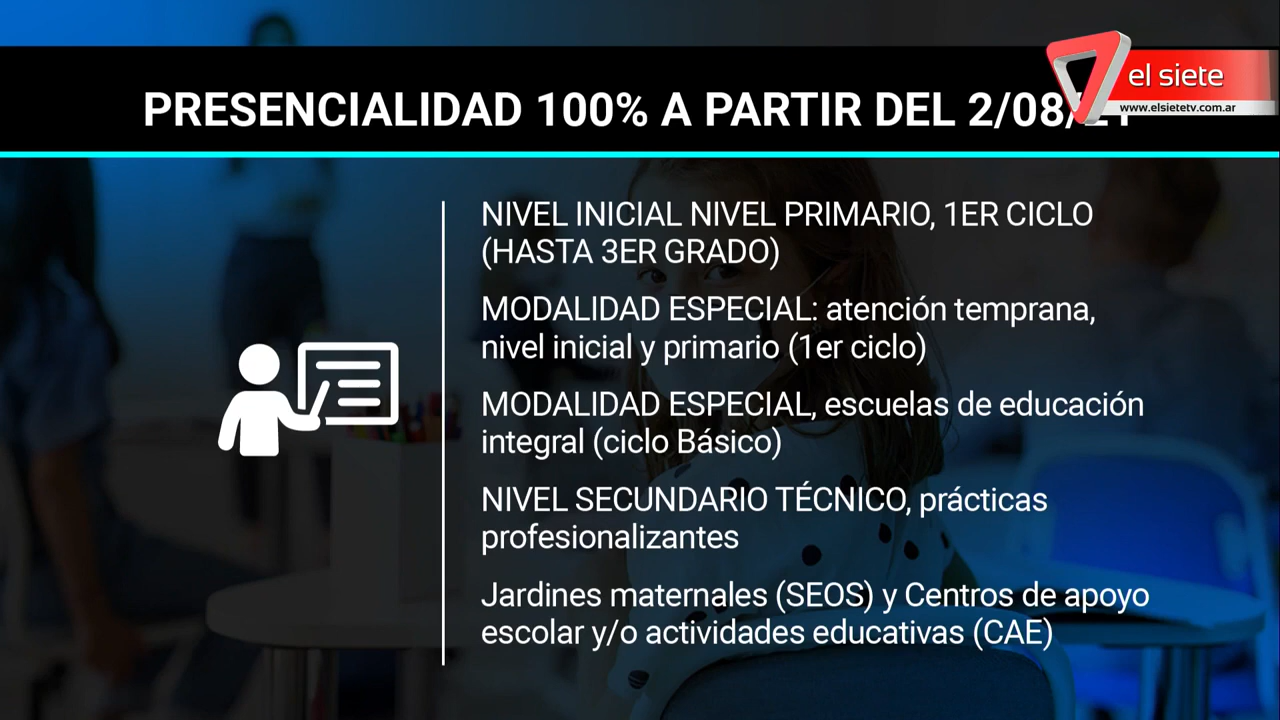 PRESENCIALIDAD 100% A PARTIR DEL 2/08/21
el siete
www.elsietetv.com.ar
NIVEL INICIAL NIVEL PRIMARIO, 1ER CICLO
(HASTA 3ER GRADO)
MODALIDAD ESPECIAL: atención temprana,
nivel inicial y primario (1er ciclo)
MODALIDAD ESPECIAL, escuelas de educación
integral (ciclo Básico)
NIVEL SECUNDARIO TÉCNICO, prácticas
profesionalizantes
Jardines maternales (SEOS) y Centros de apoyo
escolar y/o actividades educativas (CAE)